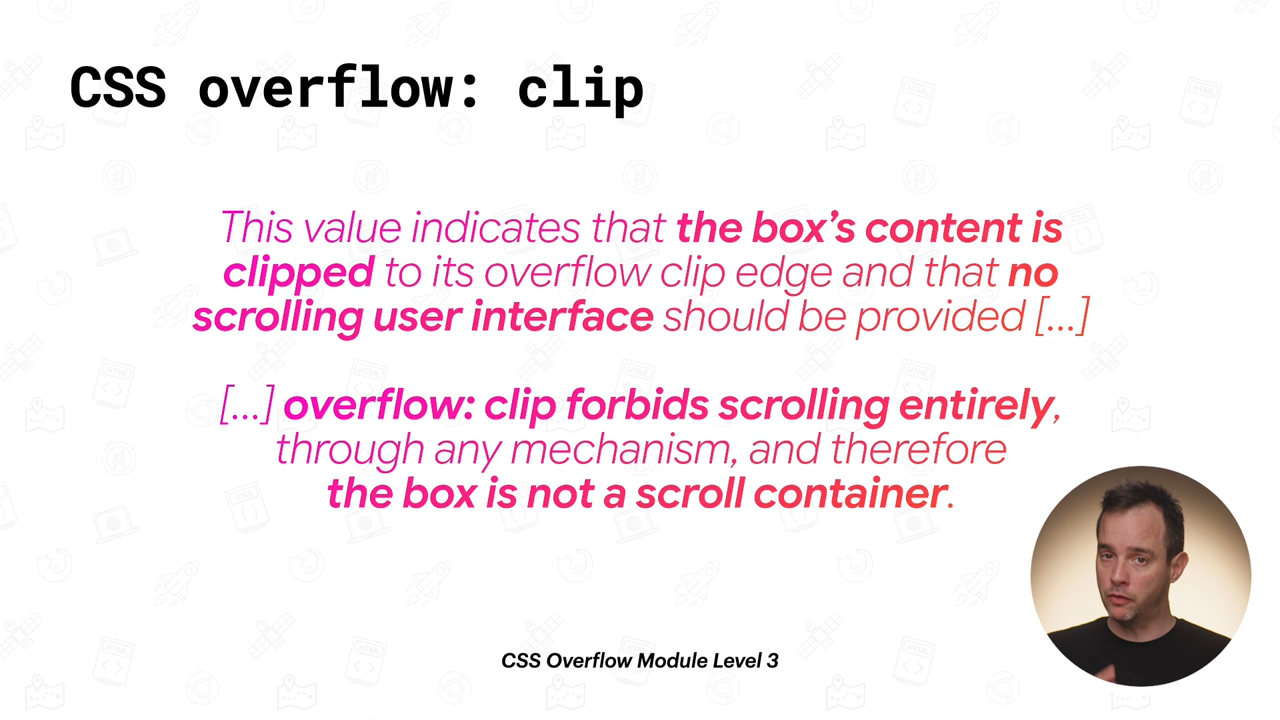 CSS overflow: clip
This value indicates that the box’s content is
clipped to its overflow clip edge and that no
scrolling user interface should be provided [...]
[...] overflow: clip forbids scrolling entirely,
through any mechanism, and therefore
the box is not a scroll container.
CSS Overflow Module Level 3